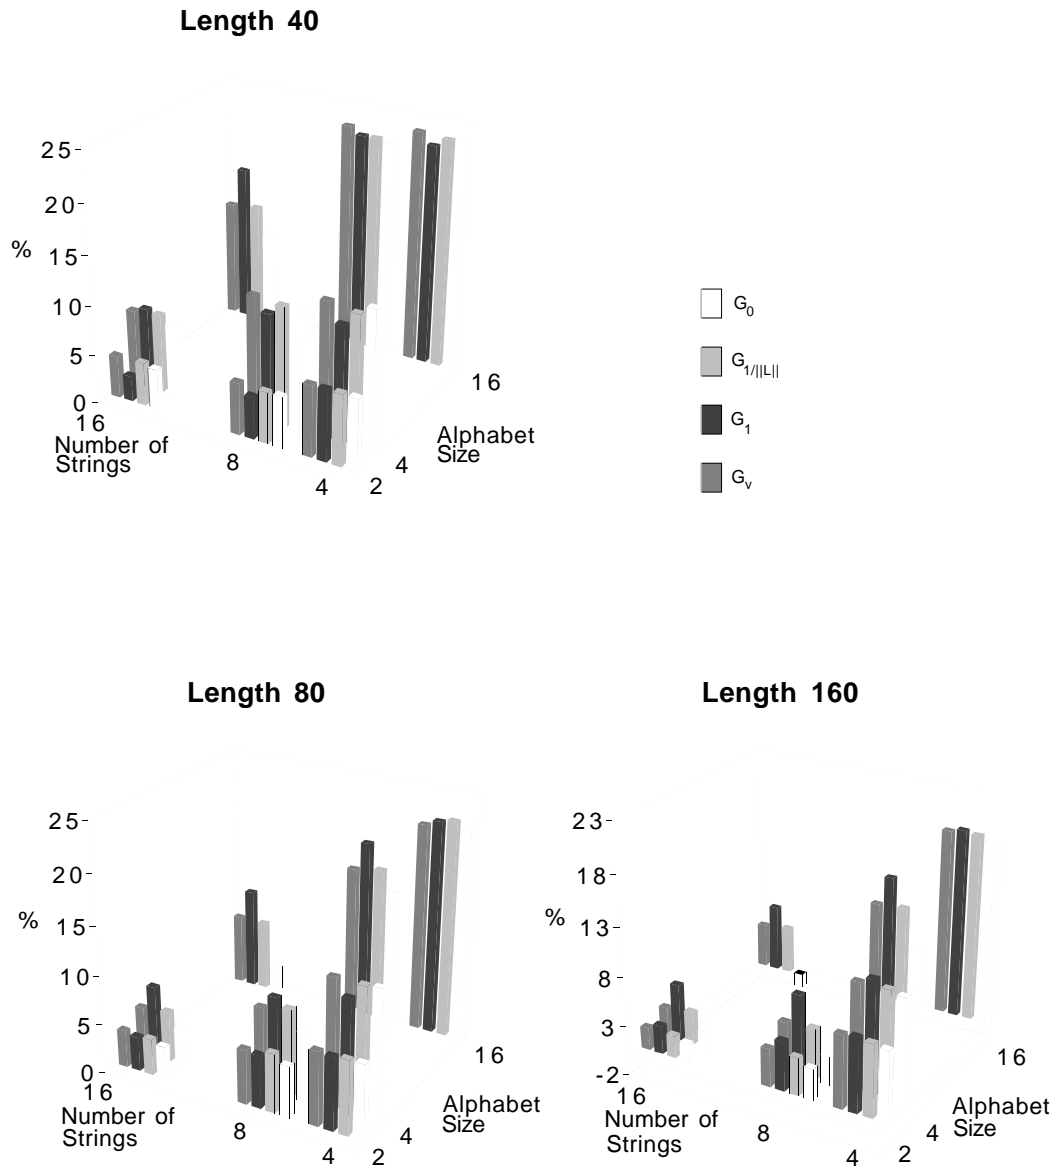 Length 40
25
20
% 15
10
5
0
16
Number of
Strings
8
4
2
4
16
Alphabet
Size
G0
G1/||L||
G1
Gv
Length 80
25
20
% 15
10
5
0
16
Number of
Strings
8
4
2
4
16
Alphabet
Size
Length 160
23
18
% 13
8
3
-2
16
Number of
Strings
8
4
2
4
16
Alphabet
Size